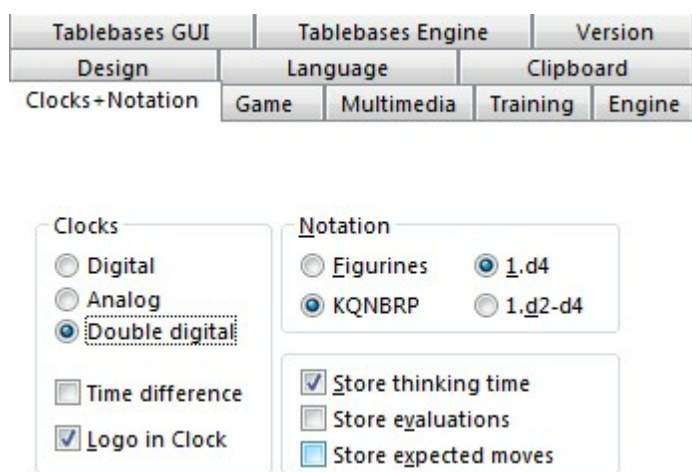 Tablebases GUI Tablebases Engine Version
Design Language Clipboard
Clocks+Notation Game Multimedia Training Engine
Clocks
Digital
Analog
Double digital
Time difference
Logo in Clock
Notation
Figurines 1.d4
KQNBRP 1.d2-d4
Store thinking time
Store evaluations
Store expected moves